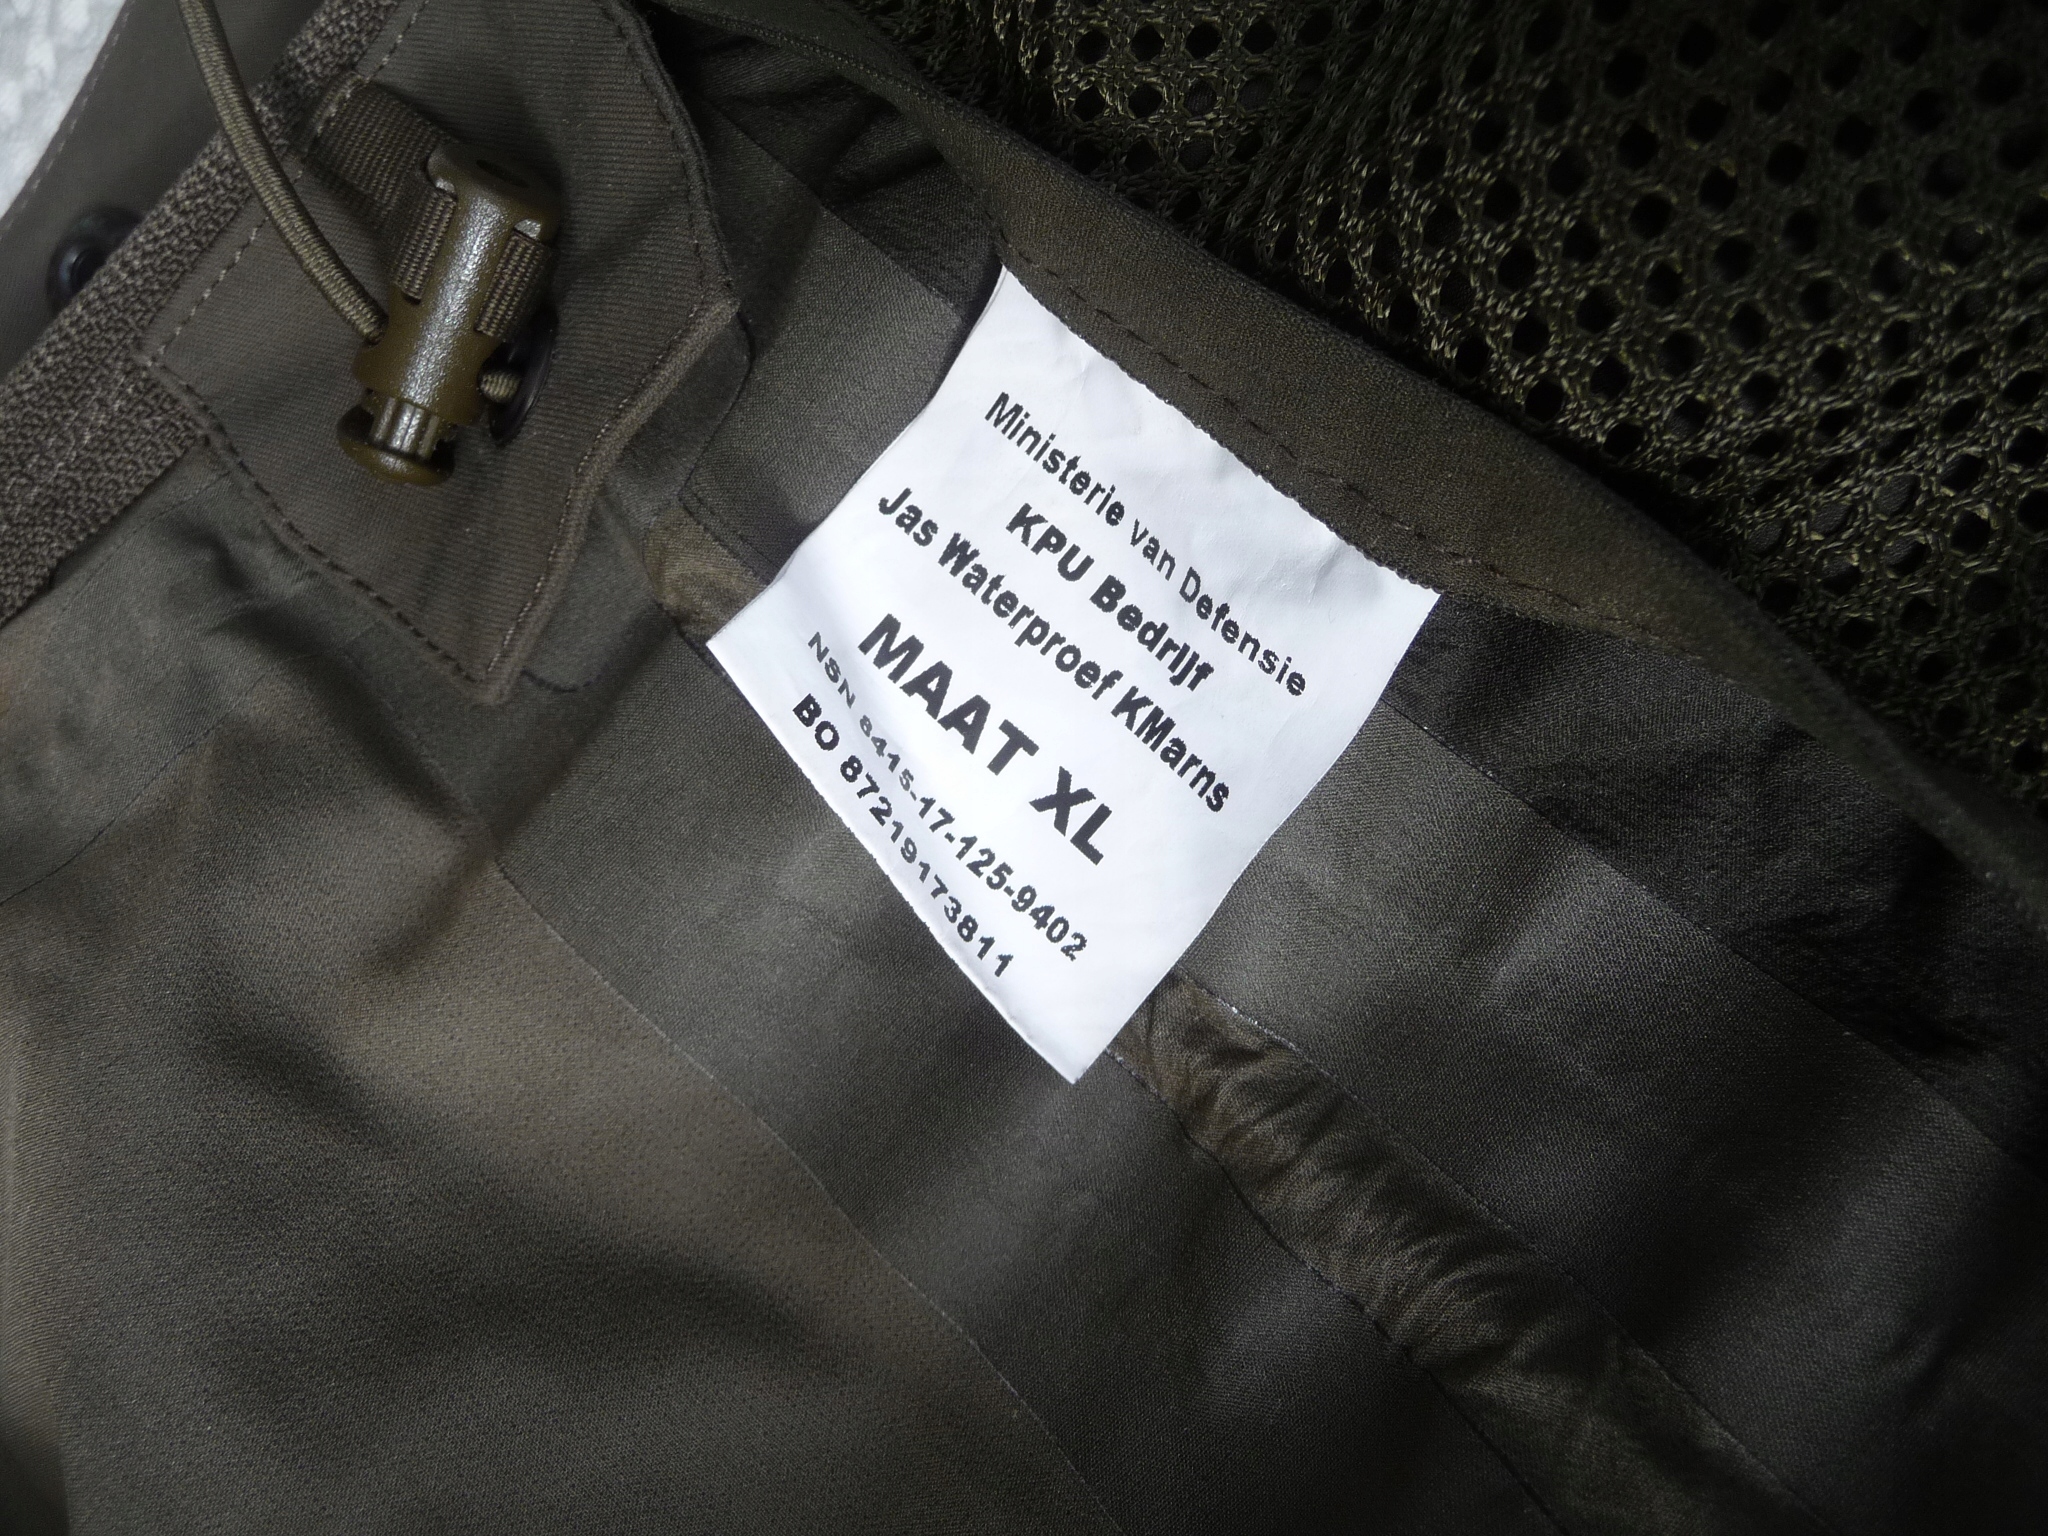 Ministerie van Defensie
KPU Bedrijf
Jas Waterproef KMarns
MAAT XL
NSN 8415-17-125-9402
BO 87219173811